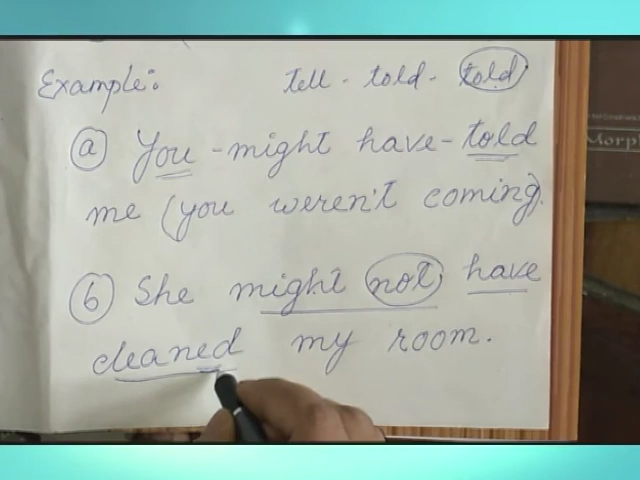 Example:
tell - told - told
(a) You - might have - told
me (you weren't coming).
(b) She might not have
cleaned my room.
Morph